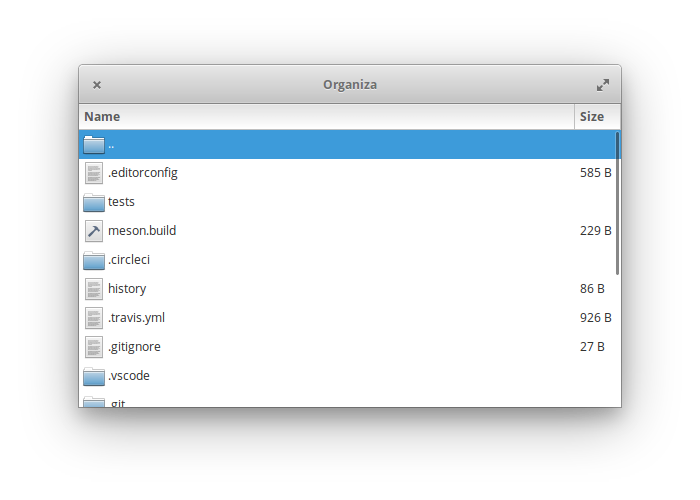 Organiza
Name Size
..
.editorconfig 585 B
tests
meson.build 229 B
.circleci
history 86 B
.travis.yml 926 B
.gitignore 27 B
.vscode
.git